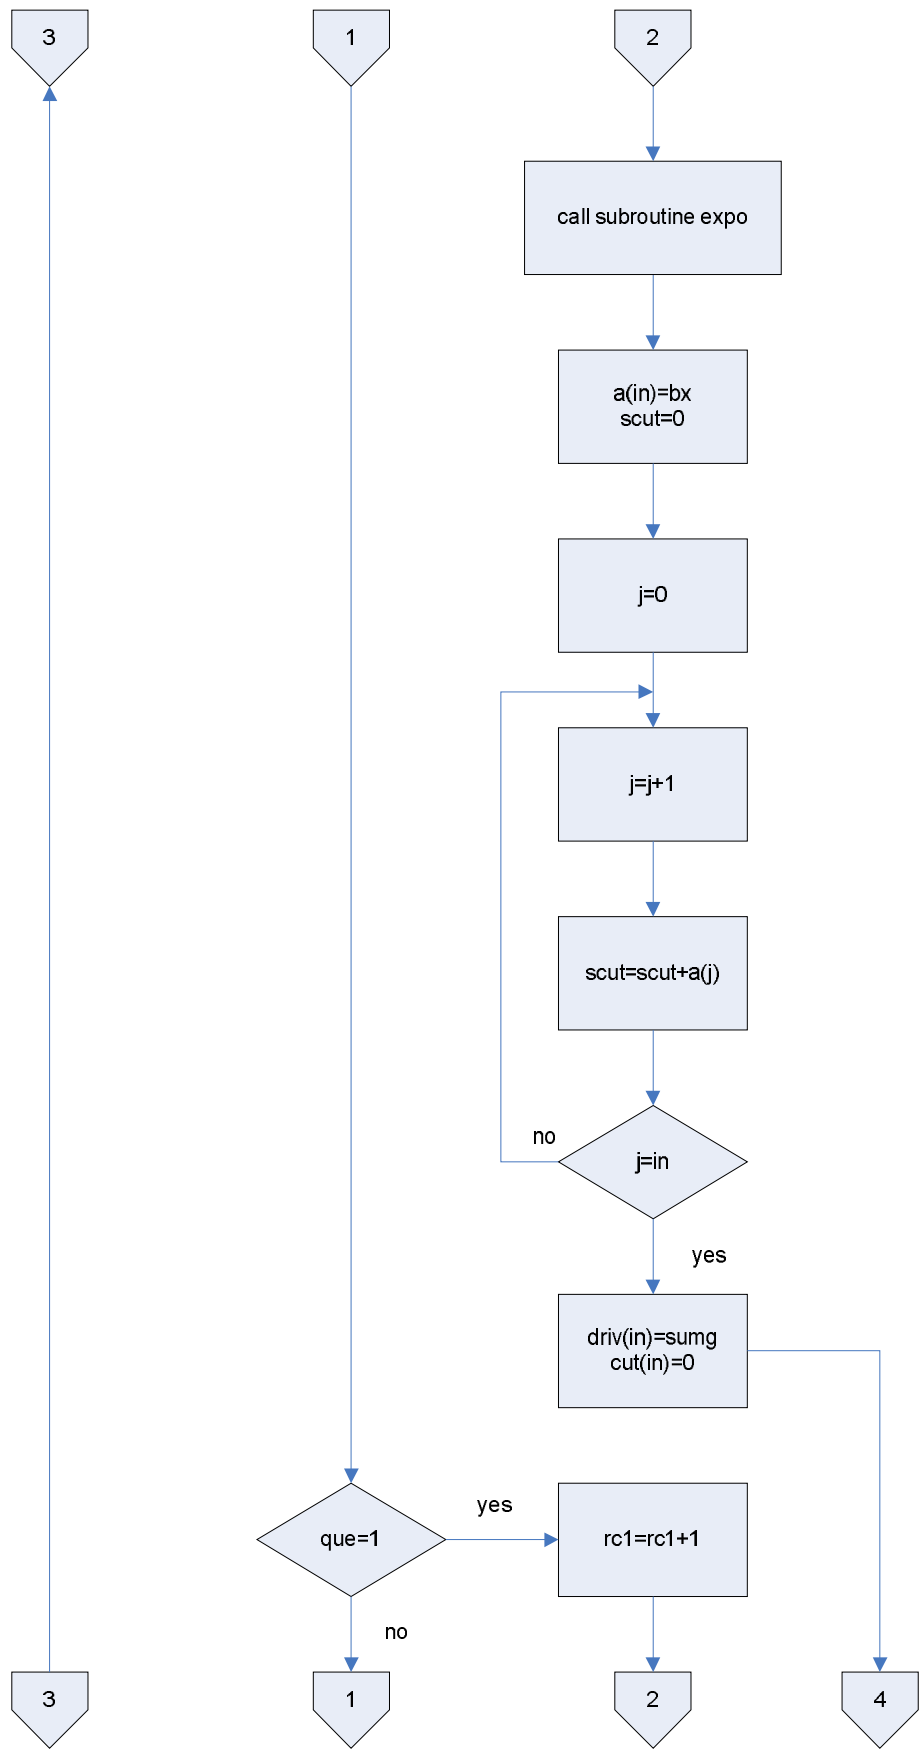 3
1
2
call subroutine expo
a(in)=bx
scut=0
j=0
j=j+1
scut=scut+a(j)
no
j=in
yes
driv(in)=sumg
cut(in)=0
yes
que=1
rc1=rc1+1
no
3
1
2
4